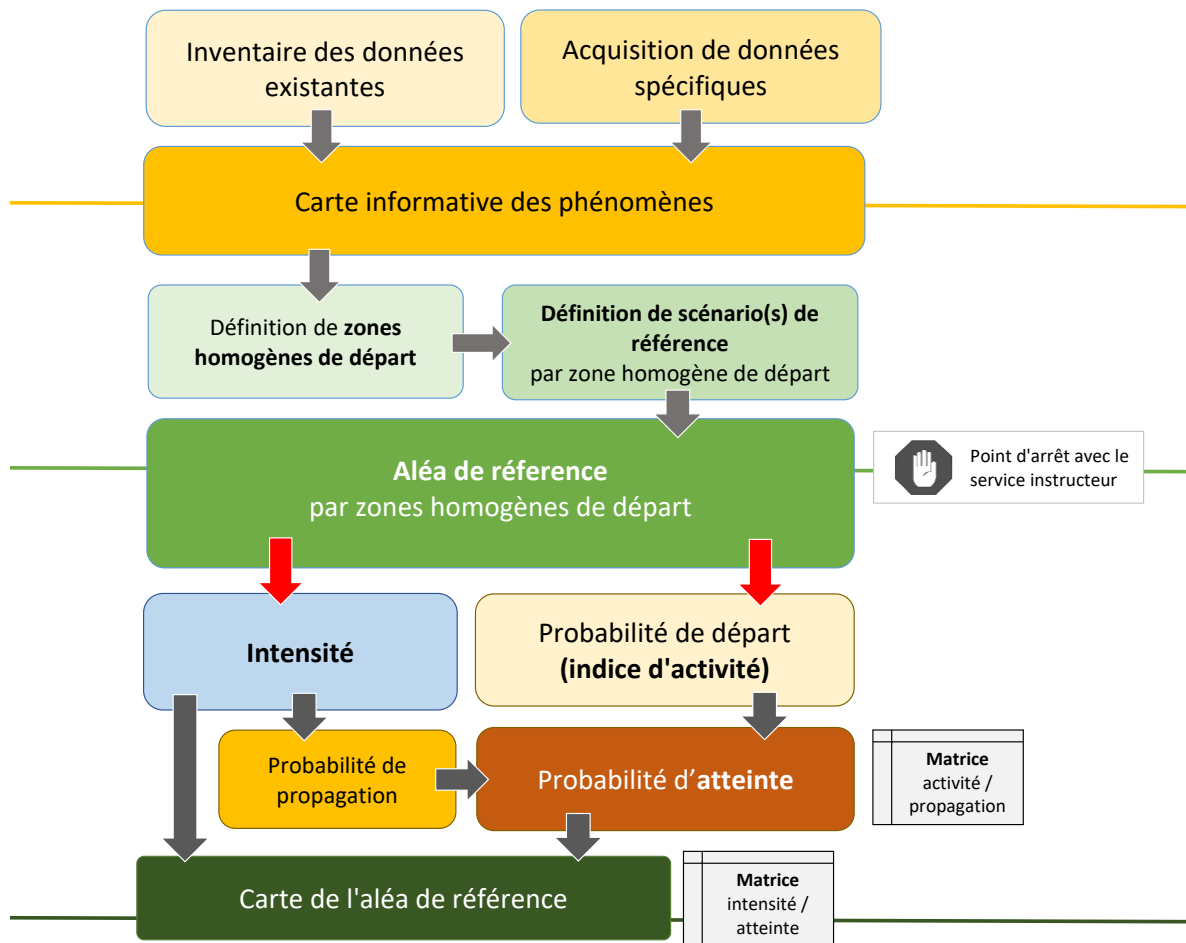 Inventaire des données
existantes
Acquisition de données
spécifiques
Carte informative des phénomènes
Définition de zones
homogènes de départ
Définition de scénario(s) de
référence
par zone homogène de départ
Aléa de réference
par zones homogènes de départ
Point d'arrêt avec le
service instructeur
Intensité
Probabilité de départ
(indice d'activité)
Probabilité de
propagation
Probabilité d’atteinte
Matrice
activité /
propagation
Carte de l'aléa de référence
Matrice
intensité /
atteinte